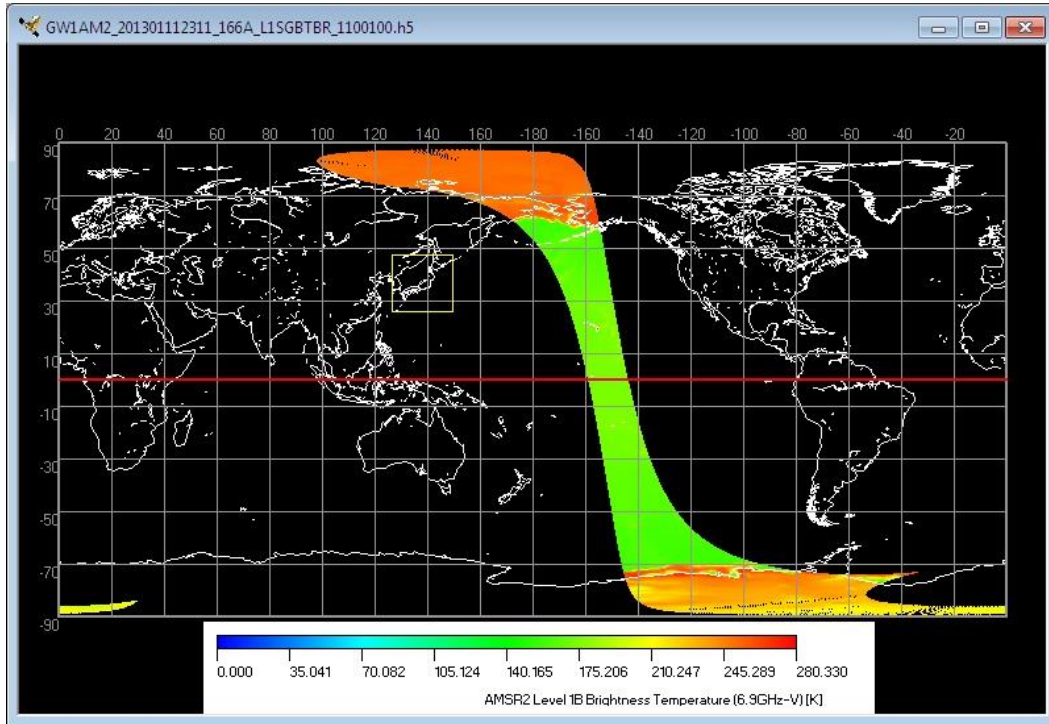 GW1AM2_201301112311_166A_L1SGBTBR_1100100.h5
0 20 40 60 80 100 120 140 160 -180 -160 -140 -120 -100 -80 -60 -40 -20
90
70
50
30
10
-10
-30
-50
-70
-90
0.000 35.041 70.082 105.124 140.165 175.206 210.247 245.289 280.330
AMSR2 Level 1B Brightness Temperature (6.9GHz-V) [K]